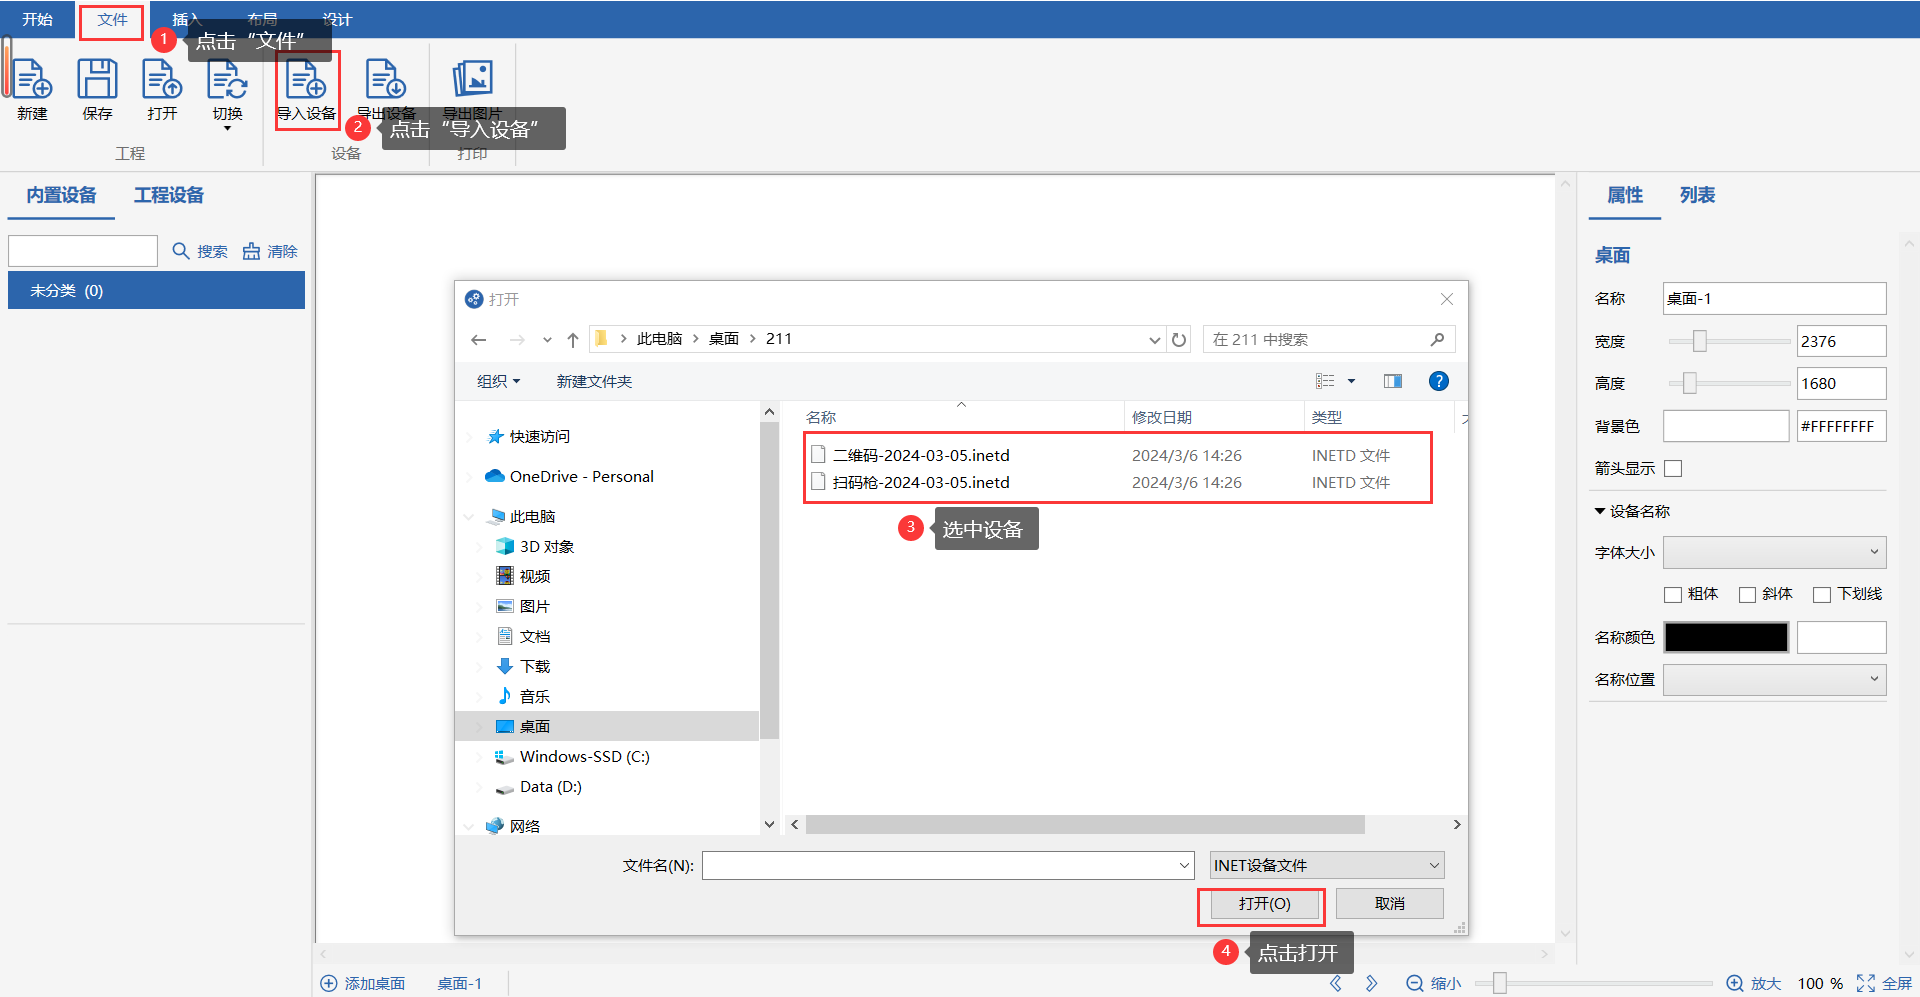 开始
文件
插入
布局
设计
1
点击“文件”
新建
保存
打开
切换
导入设备
导出设备
导出图片
2
点击“导入设备”
工程
设备
打印
内置设备
工程设备
搜索
清除
未分类 (0)
打开
此电脑
桌面
211
在 211 中搜索
组织
新建文件夹
?
名称
修改日期
类型
二维码-2024-03-05.inetd
2024/3/6 14:26
INETD 文件
扫码枪-2024-03-05.inetd
2024/3/6 14:26
INETD 文件
3
选中设备
快速访问
OneDrive - Personal
此电脑
3D 对象
视频
图片
文档
下载
音乐
桌面
Windows-SSD (C:)
Data (D:)
网络
文件名(N):
INET设备文件
打开(O)
取消
4
点击打开
属性
列表
桌面
名称
桌面-1
宽度
2376
高度
1680
背景色
#FFFFFFFF
箭头显示
设备名称
字体大小
粗体
斜体
下划线
名称颜色
名称位置
添加桌面
桌面-1
缩小
放大
100 %
全屏